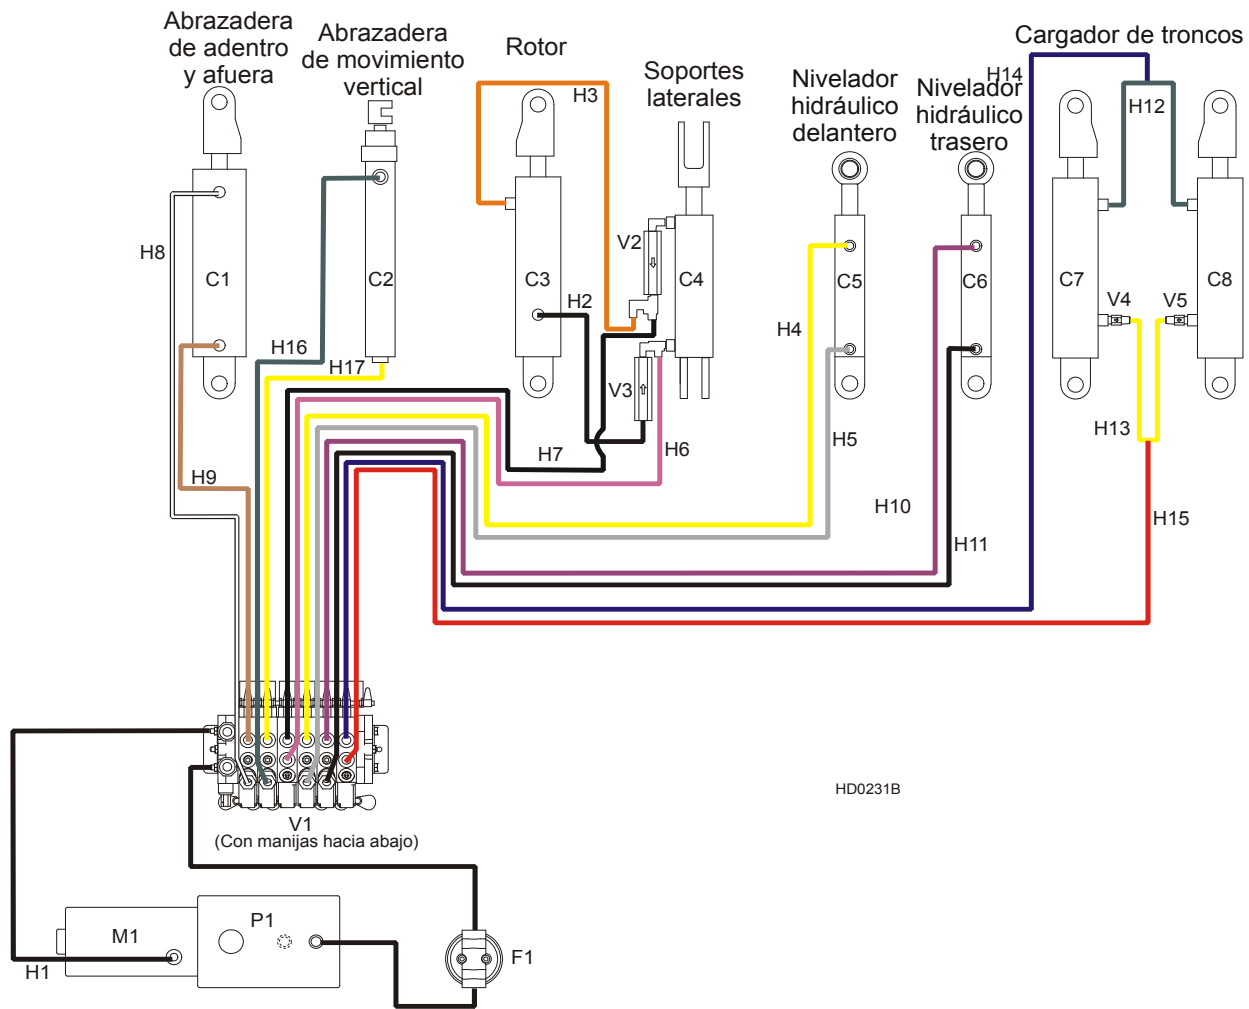 Abrazadera
de adentro
y afuera
Abrazadera
de movimiento
vertical
Rotor
Soportes
laterales
Nivelador
hidráulico
delantero
Nivelador
hidráulico
trasero
Cargador de troncos
H14
H3
H12
H8
V2
C1
C2
C3
C4
C5
C6
C7
C8
H2
V4
V5
H4
H16
H17
V3
H13
H7
H6
H5
H9
H10
H15
H11
HD0231B
V1
(Con manijas hacia abajo)
P1
M1
F1
H1